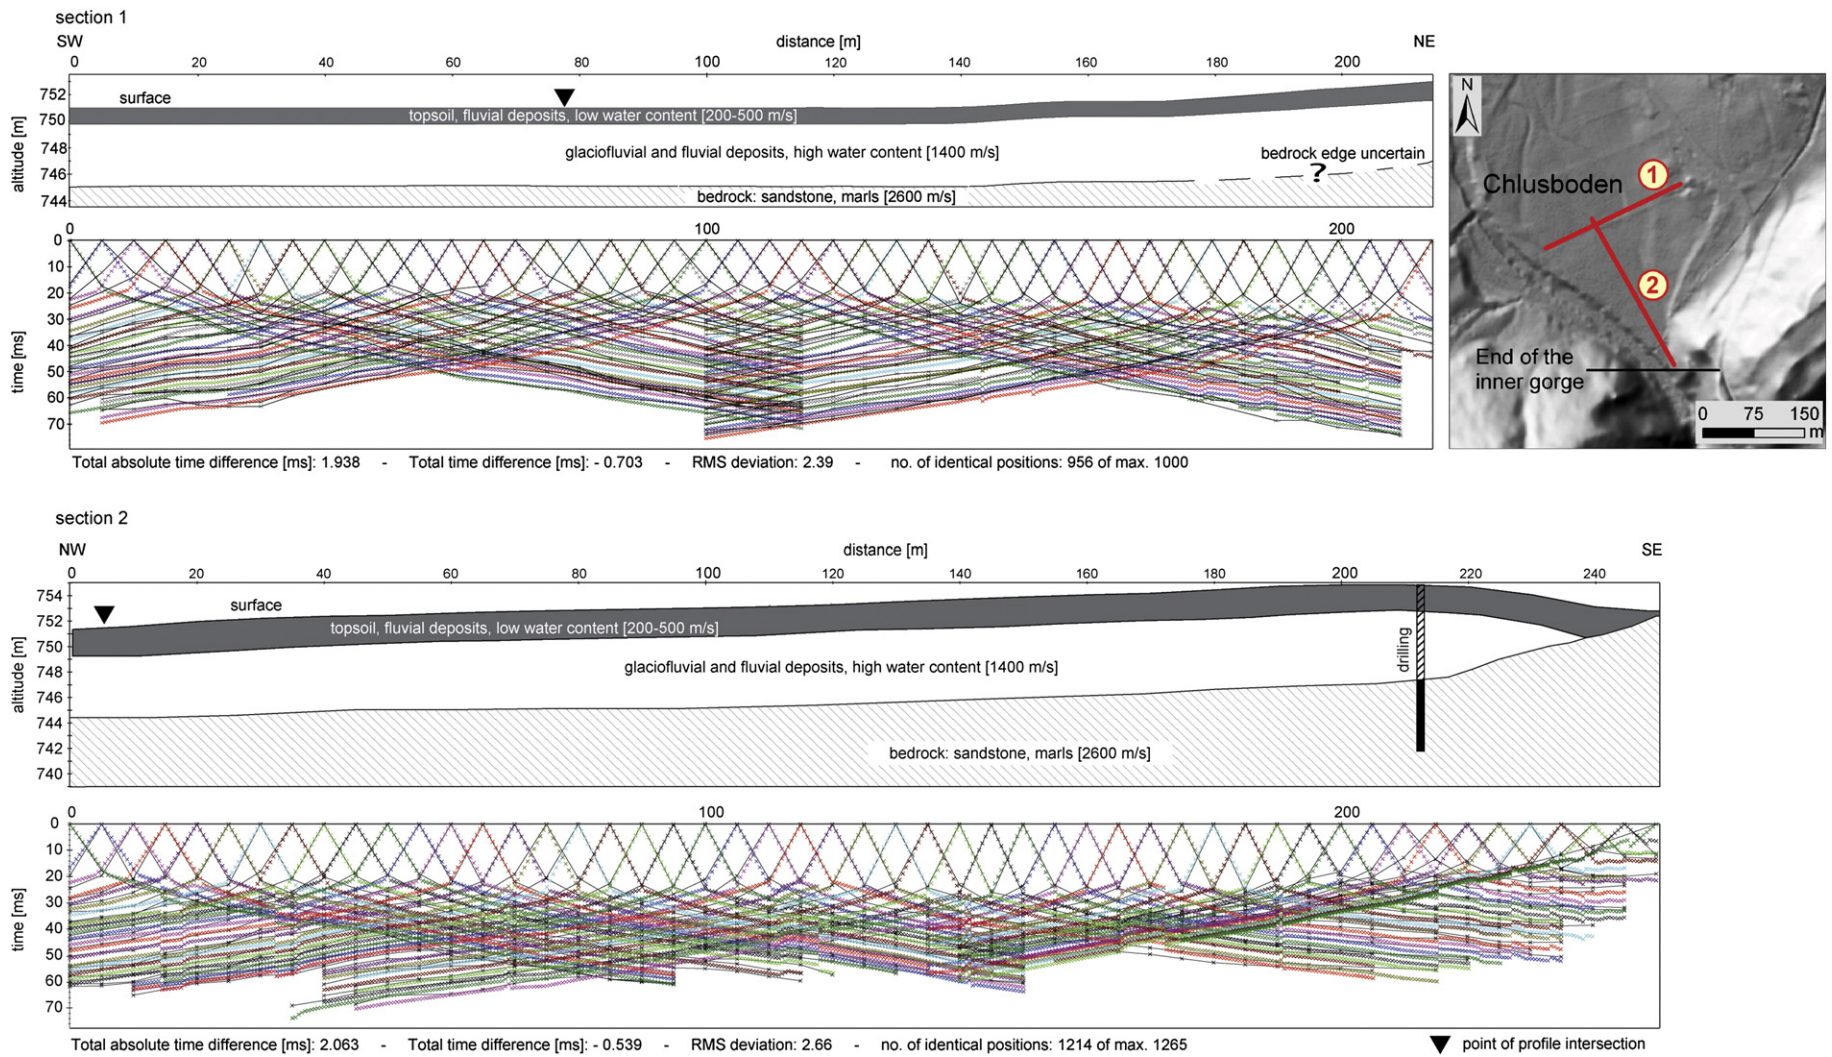 section 1
SW distance [m] NE
0 20 40 60 80 100 120 140 160 180 200
752
750
748
746
744
altitude [m]
surface
topsoil, fluvial deposits, low water content [200-500 m/s]
glaciofluvial and fluvial deposits, high water content [1400 m/s]
bedrock edge uncertain
?
bedrock: sandstone, marls [2600 m/s]
0 100 200
0
10
20
30
40
50
60
70
time [ms]
Total absolute time difference [ms]: 1.938 - Total time difference [ms]: - 0.703 - RMS deviation: 2.39 - no. of identical positions: 956 of max. 1000
N
Chlusboden
1
2
End of the
inner gorge
0 75 150
m
section 2
NW distance [m] SE
0 20 40 60 80 100 120 140 160 180 200 220 240
754
752
750
748
746
744
742
740
altitude [m]
surface
topsoil, fluvial deposits, low water content [200-500 m/s]
glaciofluvial and fluvial deposits, high water content [1400 m/s]
drilling
bedrock: sandstone, marls [2600 m/s]
0 100 200
0
10
20
30
40
50
60
70
time [ms]
Total absolute time difference [ms]: 2.063 - Total time difference [ms]: - 0.539 - RMS deviation: 2.66 - no. of identical positions: 1214 of max. 1265
point of profile intersection